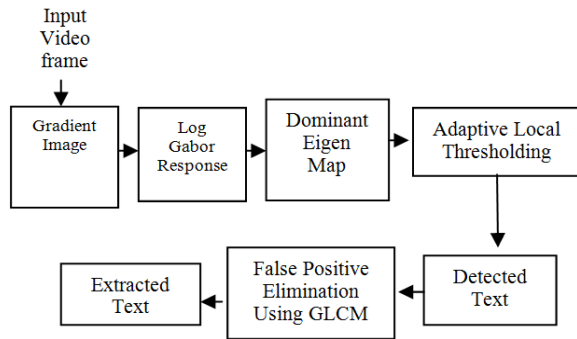 Input
Video
frame
Gradient
Image
Log
Gabor
Response
Dominant
Eigen
Map
Adaptive Local
Thresholding
Detected
Text
False Positive
Elimination
Using GLCM
Extracted
Text